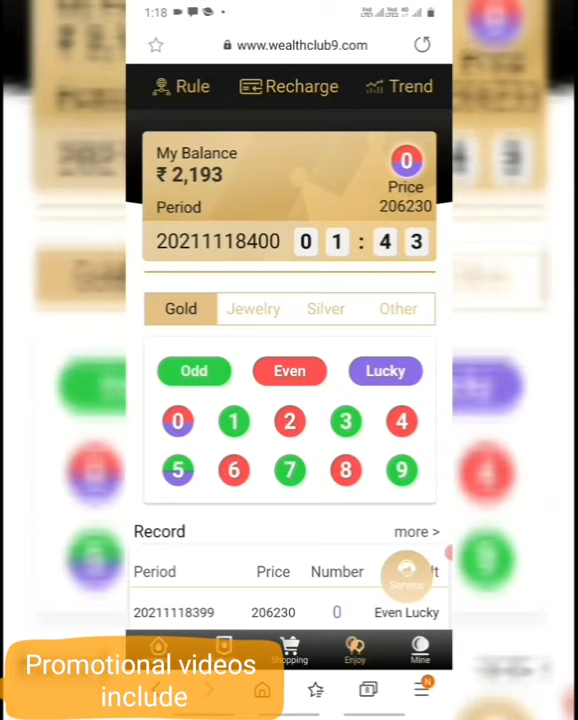 1:18
www.wealthclub9.com
Rule Recharge Trend
My Balance
₹ 2,193
0
Price
Period 206230
20211118400 0 1 : 4 3
Gold Jewelry Silver Other
Odd Even Lucky
0 1 2 3 4
5 6 7 8 9
Record more >
Period Price Number
Service
20211118399 206230 0 Even Lucky
Shopping Enjoy Mine
Promotional videos
include
8
N